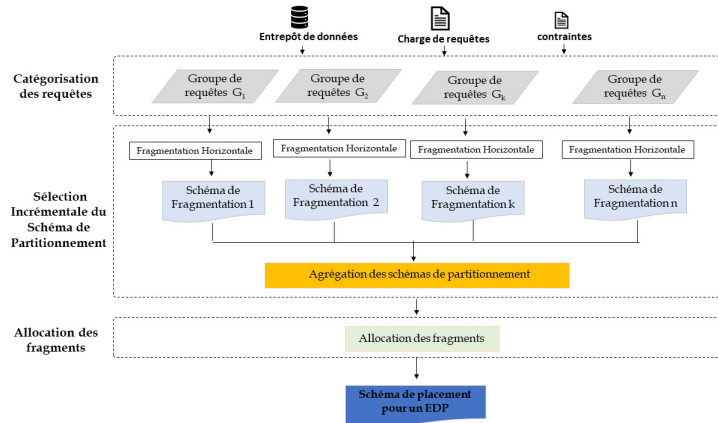 Entrepôt de données
Charge de requêtes
contraintes
Catégorisation
des requêtes
Groupe de
requêtes G₁
Groupe de
requêtes G₂
Groupe de
requêtes Gₖ
Groupe de
requêtes Gₙ
Sélection
Incrémentale du
Schéma de
Partitionnement
Fragmentation Horizontale
Fragmentation Horizontale
Fragmentation Horizontale
Fragmentation Horizontale
Schéma de
Fragmentation 1
Schéma de
Fragmentation 2
Schéma de
Fragmentation k
Schéma de
Fragmentation n
Agrégation des schémas de partitionnement
Allocation des
fragments
Allocation des fragments
Schéma de placement
pour un EDP